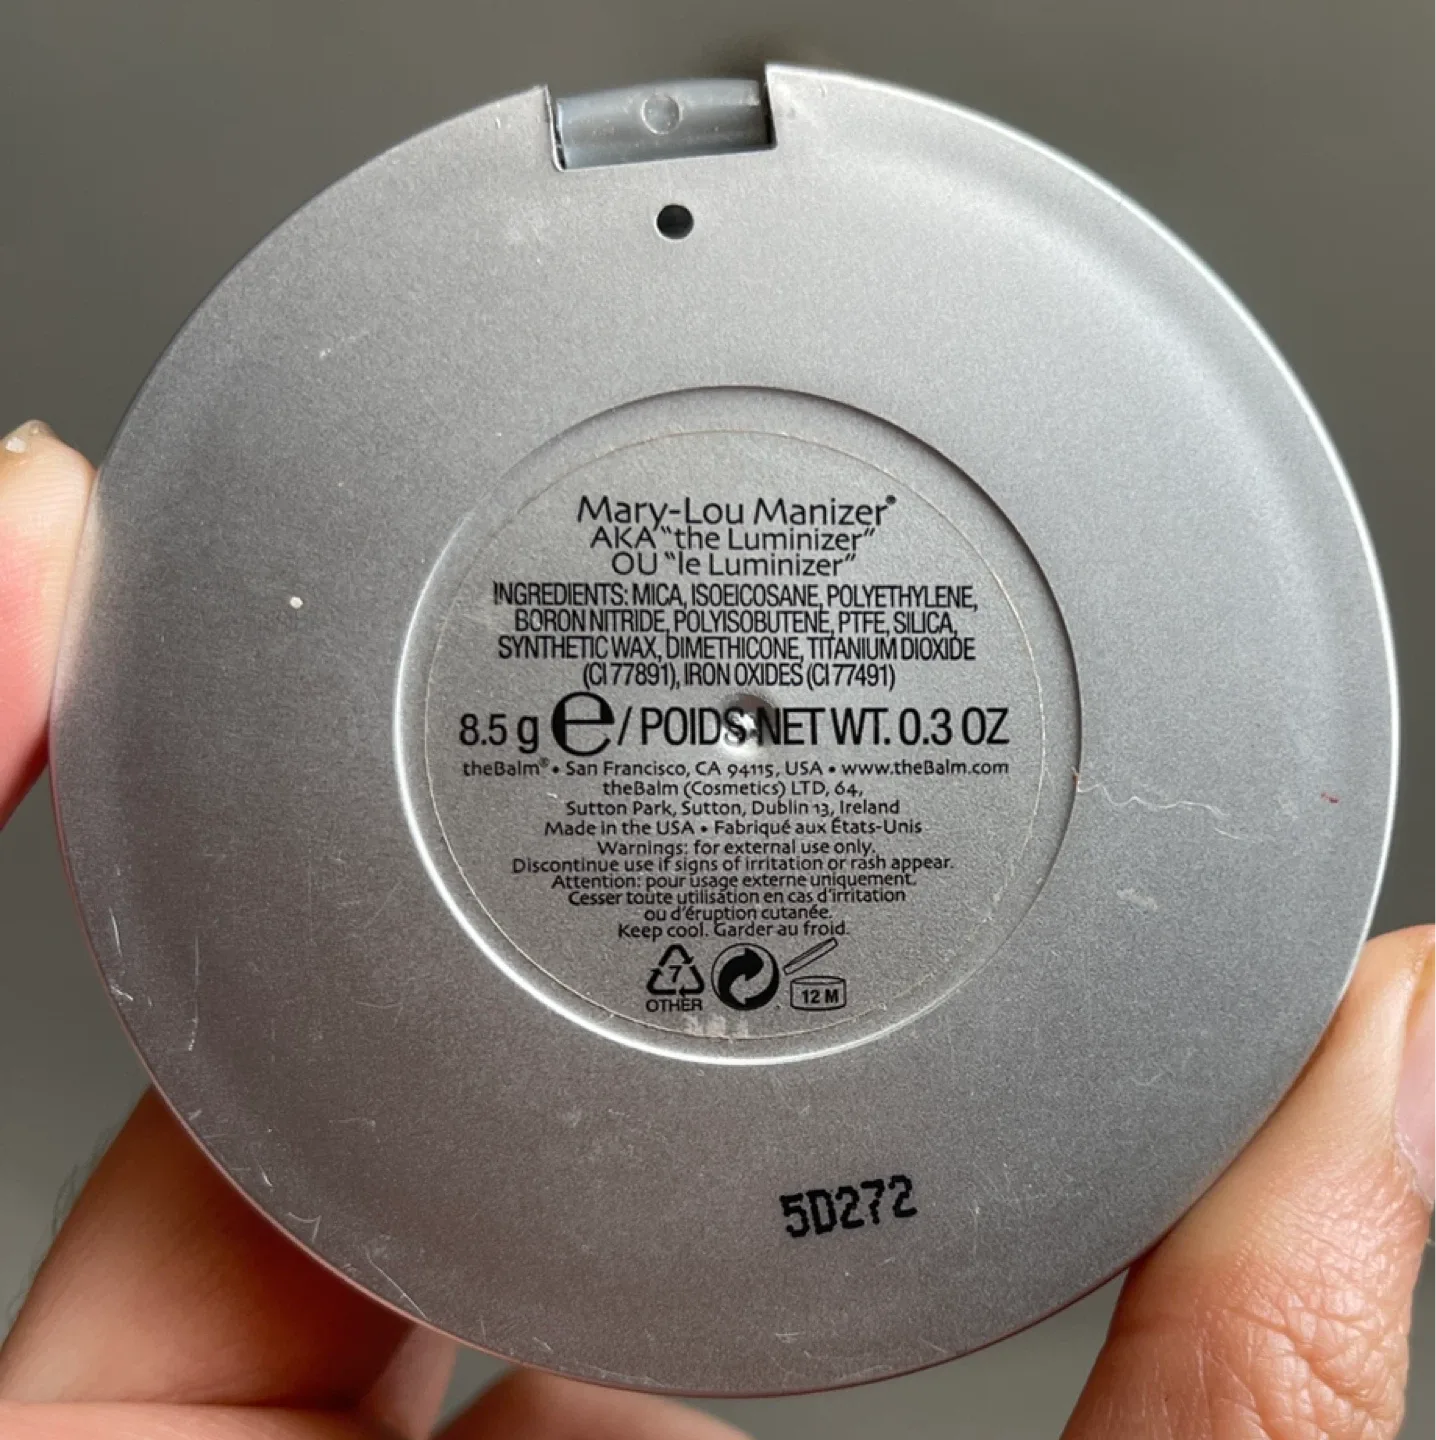 Mary-Lou Manizer®
AKA "the Luminizer"
OU "le Luminizer"
INGREDIENTS: MICA, ISOEICOSANE, POLYETHYLENE,
BORON NITRIDE, POLYISOBUTENE, PTFE, SILICA,
SYNTHETIC WAX, DIMETHICONE, TITANIUM DIOXIDE
(CI 77891), IRON OXIDES (CI 77491)
8.5 g e / POIDS NET WT. 0.3 OZ
theBalm® • San Francisco, CA 94115, USA • www.theBalm.com
theBalm (Cosmetics) LTD, 64,
Sutton Park, Sutton, Dublin 13, Ireland
Made in the USA • Fabriqué aux États-Unis
Warnings: for external use only.
Discontinue use if signs of irritation or rash appear.
Attention: pour usage externe uniquement.
Cesser toute utilisation en cas d'irritation
ou d'éruption cutanée.
Keep cool. Garder au froid.
7 12 M
OTHER
5D272